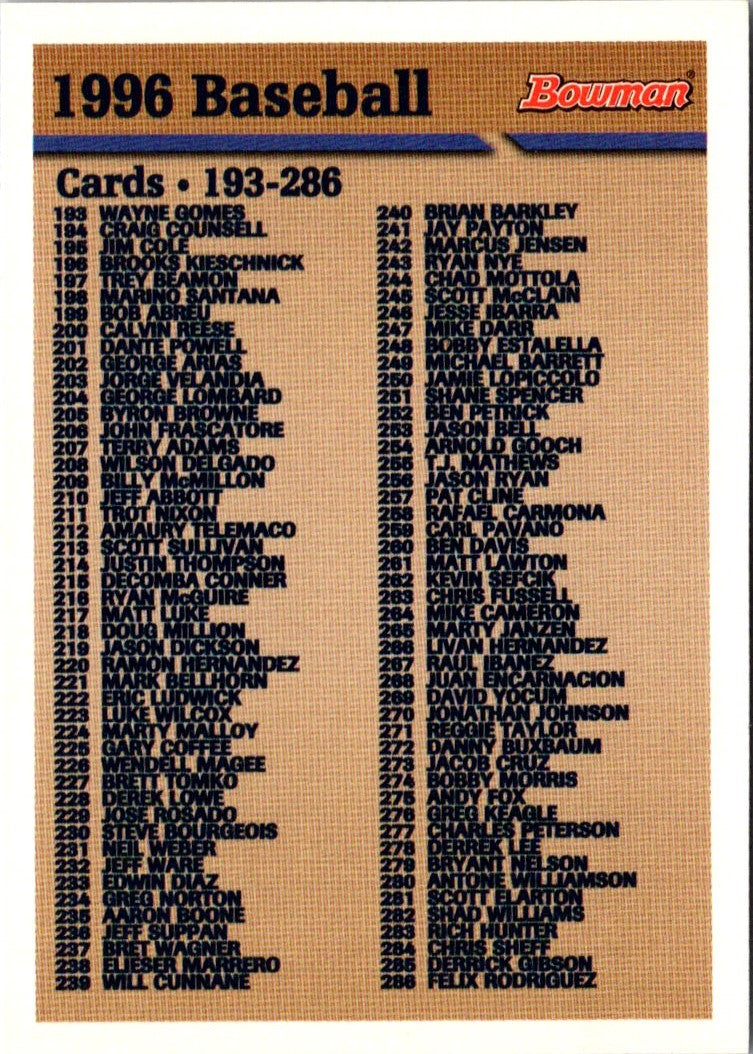 1996 Baseball
Bowman®
Cards • 193-286
193 WAYNE GOMES
194 CRAIG COUNSELL
195 JIM COLE
196 BROOKS KIESCHNICK
197 TREY BEAMON
198 MARINO SANTANA
199 BOB ABREU
200 CALVIN REESE
201 DANTE POWELL
202 GEORGE ARIAS
203 JORGE VELANDIA
204 GEORGE LOMBARD
205 BYRON BROWNE
206 JOHN FRASCATORE
207 TERRY ADAMS
208 WILSON DELGADO
209 BILLY McMILLON
210 JEFF ABBOTT
211 TROT NIXON
212 AMAURY TELEMACO
213 SCOTT SULLIVAN
214 JUSTIN THOMPSON
215 DECOMBA CONNER
216 RYAN McGUIRE
217 MATT LUKE
218 DOUG MILLION
219 JASON DICKSON
220 RAMON HERNANDEZ
221 MARK BELLHORN
222 ERIC LUDWICK
223 LUKE WILCOX
224 MARTY MALLOY
225 GARY COFFEE
226 WENDELL MAGEE
227 BRETT TOMKO
228 DEREK LOWE
229 JOSE ROSADO
230 STEVE BOURGEOIS
231 NEIL WEBER
232 JEFF WARE
233 EDWIN DIAZ
234 GREG NORTON
235 AARON BOONE
236 JEFF SUPPAN
237 BRET WAGNER
238 ELIESER MARRERO
239 WILL CUNNANE
240 BRIAN BARKLEY
241 JAY PAYTON
242 MARCUS JENSEN
243 RYAN NYE
244 CHAD MOTTOLA
245 SCOTT McCLAIN
246 JESSE IBARRA
247 MIKE DARR
248 BOBBY ESTALELLA
249 MICHAEL BARRETT
250 JAMIE LOPICCOLO
251 SHANE SPENCER
252 BEN PETRICK
253 JASON BELL
254 ARNOLD GOOCH
255 T.J. MATHEWS
256 JASON RYAN
257 PAT CLINE
258 RAFAEL CARMONA
259 CARL PAVANO
260 BEN DAVIS
261 MATT LAWTON
262 KEVIN SEFCIK
263 CHRIS FUSSELL
264 MIKE CAMERON
265 MARTY JANZEN
266 LIVAN HERNANDEZ
267 RAUL IBANEZ
268 JUAN ENCARNACION
269 DAVID YOCUM
270 JONATHAN JOHNSON
271 REGGIE TAYLOR
272 DANNY BUXBAUM
273 JACOB CRUZ
274 BOBBY MORRIS
275 ANDY FOX
276 GREG KEAGLE
277 CHARLES PETERSON
278 DERREK LEE
279 BRYANT NELSON
280 ANTONE WILLIAMSON
281 SCOTT ELARTON
282 SHAD WILLIAMS
283 RICH HUNTER
284 CHRIS SHEFF
285 DERRICK GIBSON
286 FELIX RODRIGUEZ